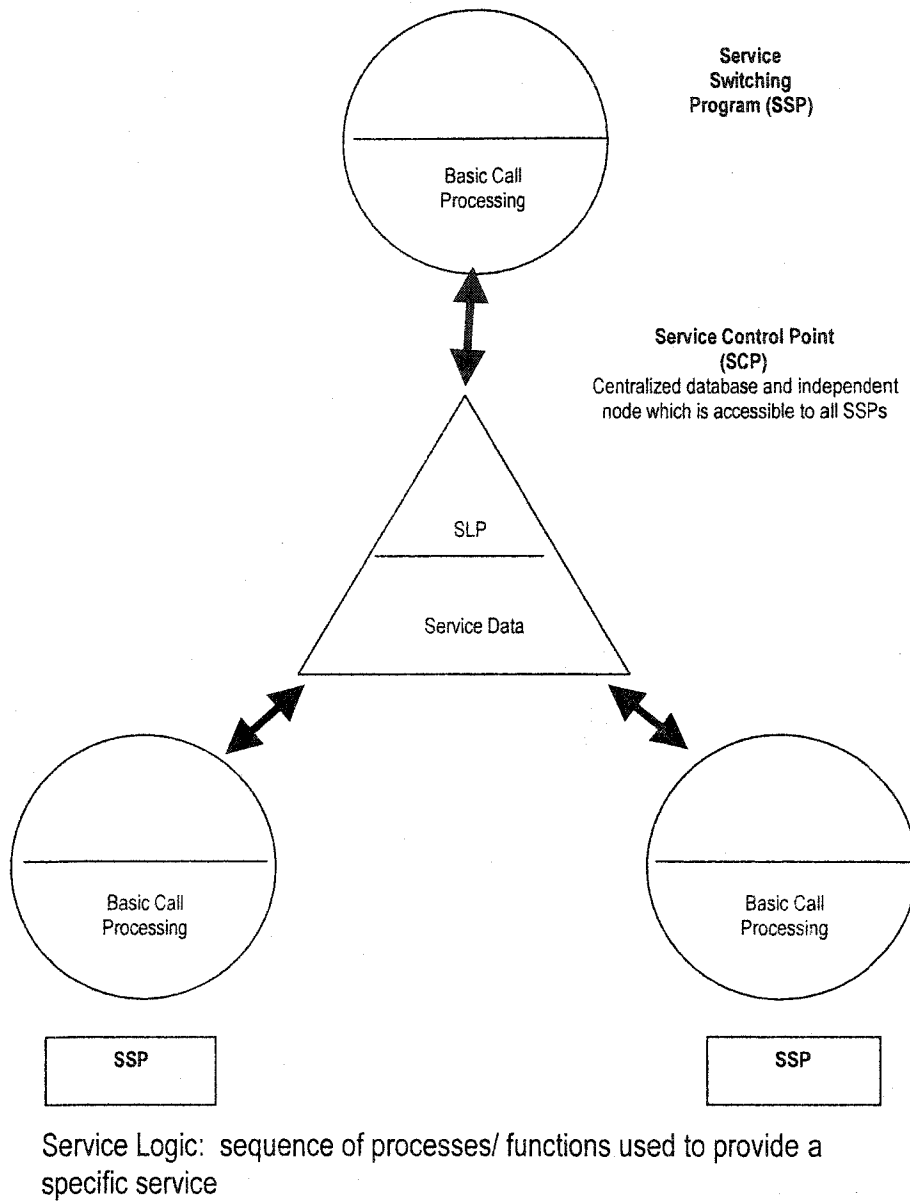 Service
Switching
Program (SSP)
Basic Call
Processing
Service Control Point
(SCP)
Centralized database and independent
node which is accessible to all SSPs
SLP
Service Data
Basic Call
Processing
Basic Call
Processing
SSP
SSP
Service Logic: sequence of processes/ functions used to provide a
specific service